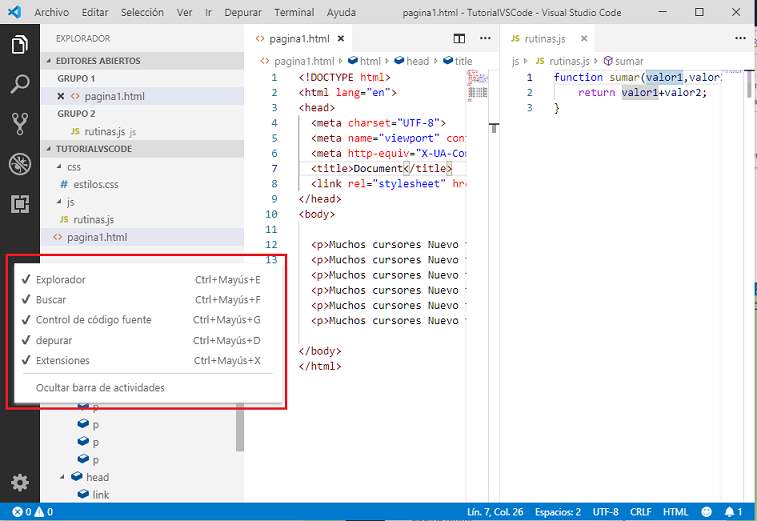 Archivo Editar Selección Ver Ir Depurar Terminal Ayuda pagina1.html - TutorialVSCode - Visual Studio Code
EXPLORADOR
EDITORES ABIERTOS
GRUPO 1
pagina1.html
GRUPO 2
JS rutinas.js js
TUTORIALVSCODE
css
# estilos.css
js
JS rutinas.js
<> pagina1.html
Explorador Ctrl+Mayús+E
Buscar Ctrl+Mayús+F
Control de código fuente Ctrl+Mayús+G
depurar Ctrl+Mayús+D
Extensiones Ctrl+Mayús+X
Ocultar barra de actividades
p
p
p
p
head
link
<> pagina1.html
<> pagina1.html html head title
1 <!DOCTYPE html>
2 <html lang="en">
3 <head>
4 <meta charset="UTF-8">
5 <meta name="viewport" con
6 <meta http-equiv="X-UA-Com
7 <title>Document</title>
8 <link rel="stylesheet" hre
9 </head>
10 <body>
11
12 <p>Muchos cursores Nuevo
13 <p>Muchos cursores Nuevo
<p>Muchos cursores Nuevo
<p>Muchos cursores Nuevo
<p>Muchos cursores Nuevo
<p>Muchos cursores Nuevo
</body>
</html>
JS rutinas.js
js JS rutinas.js sumar
1 function sumar(valor1,valor
2 return valor1+valor2;
3 }
0 0 Lín. 7, Col. 26 Espacios: 2 UTF-8 CRLF HTML 1